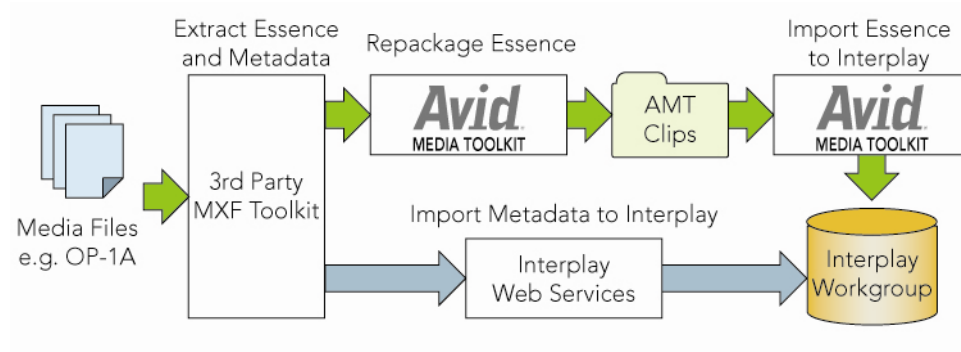 Extract Essence
and Metadata
Repackage Essence
Import Essence
to Interplay
Avid
MEDIA TOOLKIT
AMT
Clips
Avid
MEDIA TOOLKIT
3rd Party
MXF Toolkit
Media Files
e.g. OP-1A
Import Metadata to Interplay
Interplay
Web Services
Interplay
Workgroup